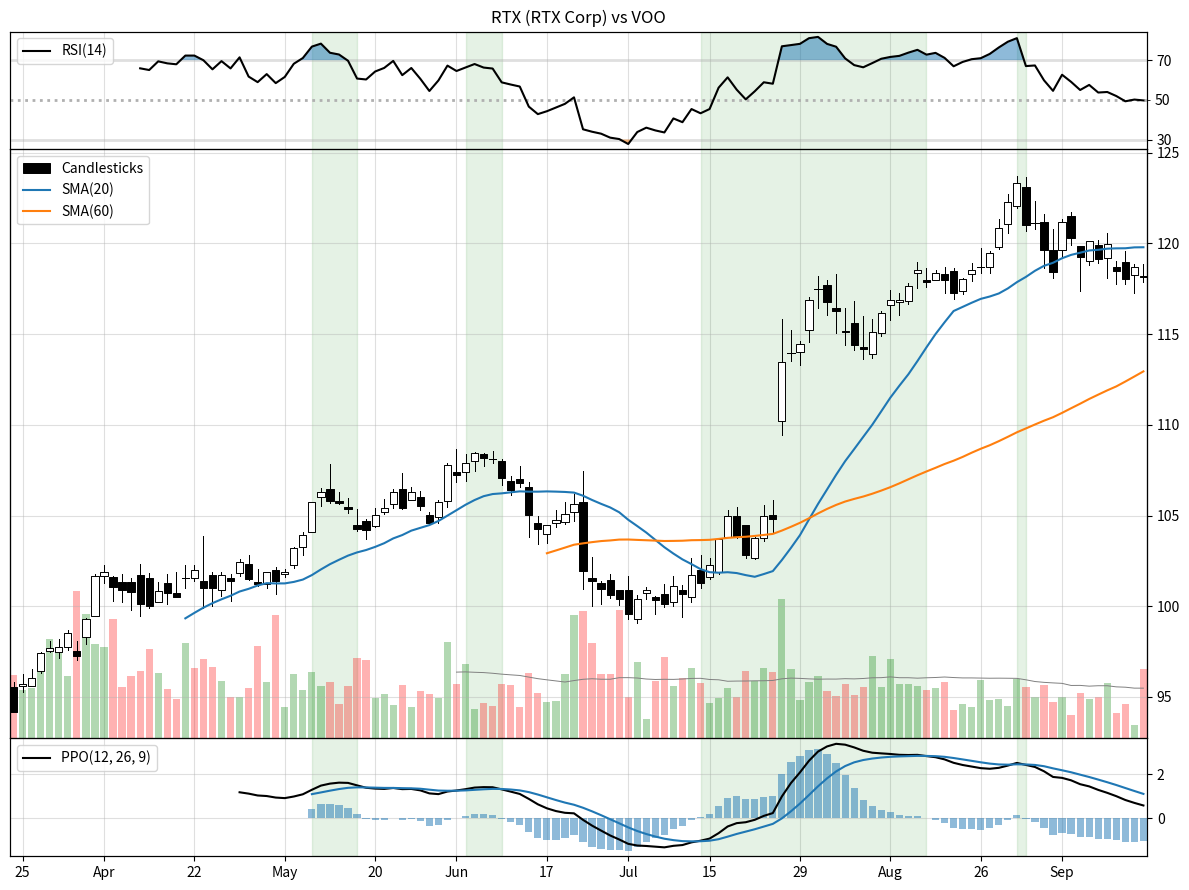 RTX (RTX Corp) vs VOO
RSI(14)
70
50
30
Candlesticks
SMA(20)
SMA(60)
125
120
115
110
105
100
95
PPO(12, 26, 9)
2
0
25 Apr 22 May 20 Jun 17 Jul 15 29 Aug 26 Sep